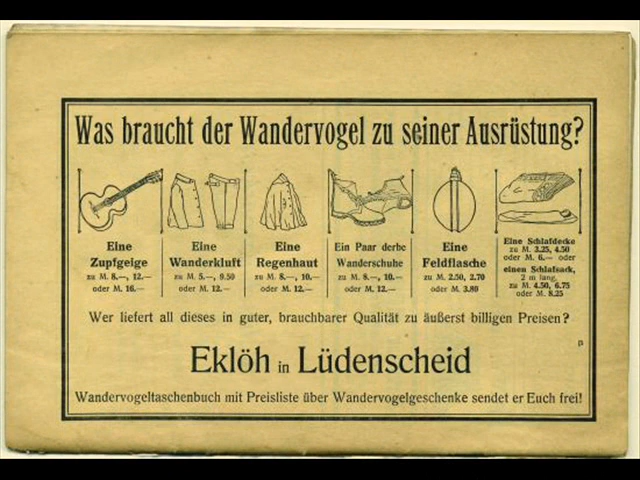 Was braucht der Wandervogel zu seiner Ausrüstung?
Eine
Zupfgeige
zu M. 8.—, 12.—
oder M. 16.—
Eine
Wanderkluft
zu M. 5.—, 9.50
oder M. 12.—
Eine
Regenhaut
zu M. 8.—, 10.—
oder M. 12.—
Ein Paar derbe
Wanderschuhe
zu M. 8.—, 10.—
oder M. 12.—
Eine
Feldflasche
zu M. 2.50, 2.70
oder M. 3.80
Eine Schlafdecke
zu M. 3.25, 4.50
oder M. 6.— oder
einen Schlafsack,
2 m lang,
zu M. 4.50, 6.75
oder M. 8.25
Wer liefert all dieses in guter, brauchbarer Qualität zu äußerst billigen Preisen?
Eklöh in Lüdenscheid
Wandervogeltaschenbuch mit Preisliste über Wandervogelgeschenke sendet er Euch frei!